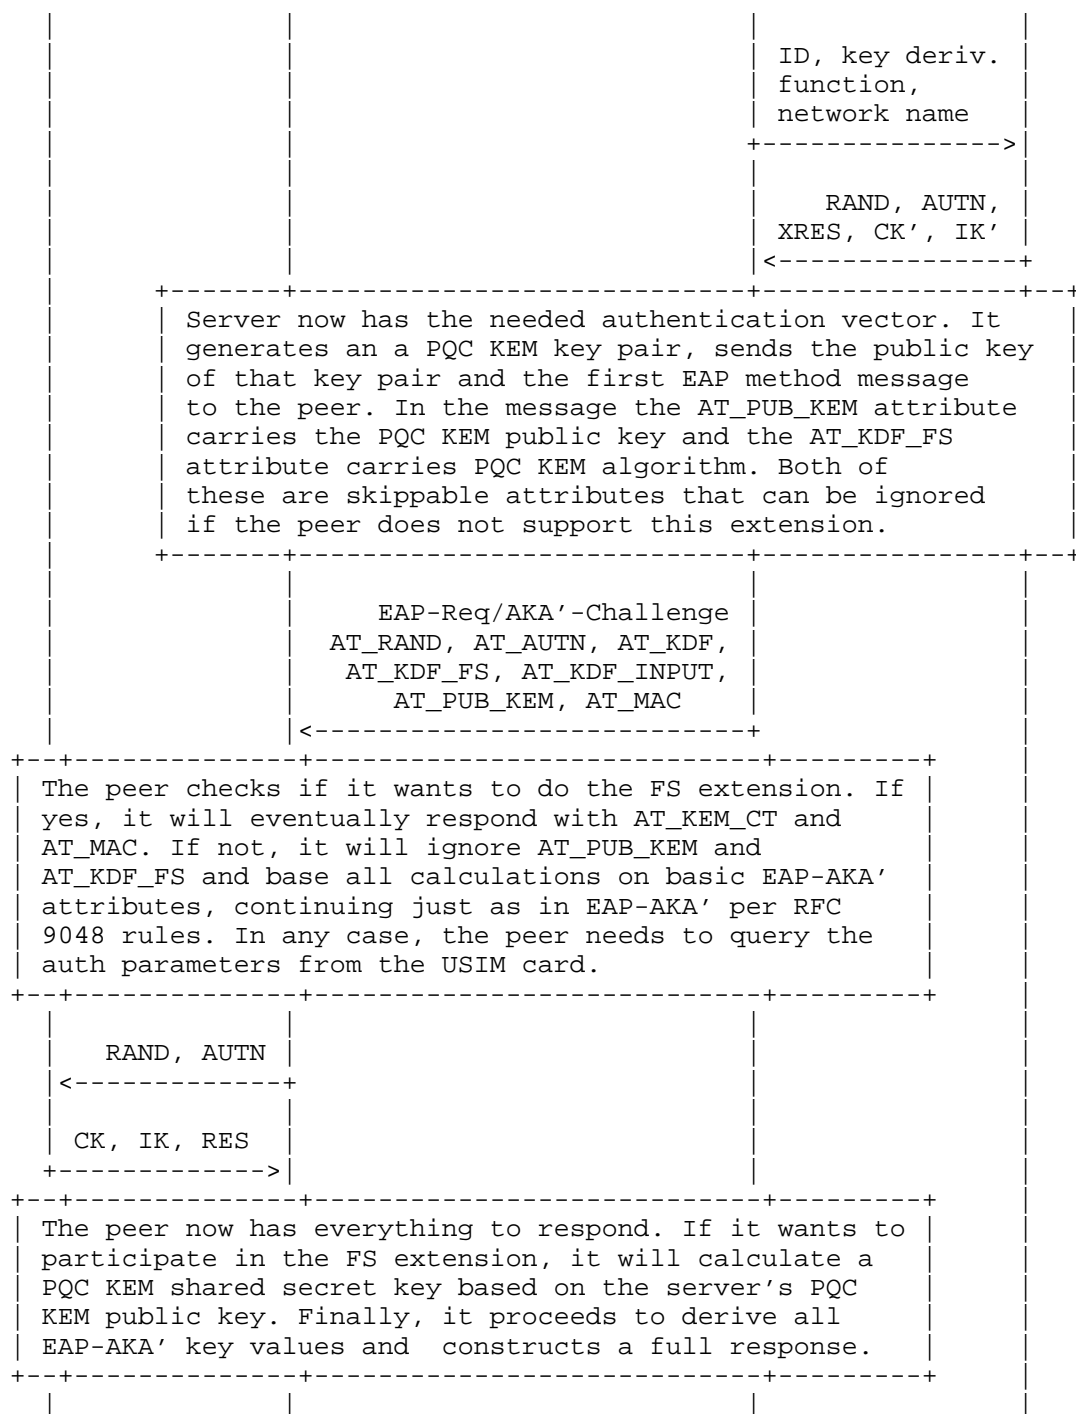 ID, key deriv.
function,
network name
RAND, AUTN,
XRES, CK', IK'
Server now has the needed authentication vector. It
generates an a PQC KEM key pair, sends the public key
of that key pair and the first EAP method message
to the peer. In the message the AT_PUB_KEM attribute
carries the PQC KEM public key and the AT_KDF_FS
attribute carries PQC KEM algorithm. Both of
these are skippable attributes that can be ignored
if the peer does not support this extension.
EAP-Req/AKA'-Challenge
AT_RAND, AT_AUTN, AT_KDF,
AT_KDF_FS, AT_KDF_INPUT,
AT_PUB_KEM, AT_MAC
The peer checks if it wants to do the FS extension. If
yes, it will eventually respond with AT_KEM_CT and
AT_MAC. If not, it will ignore AT_PUB_KEM and
AT_KDF_FS and base all calculations on basic EAP-AKA'
attributes, continuing just as in EAP-AKA' per RFC
9048 rules. In any case, the peer needs to query the
auth parameters from the USIM card.
RAND, AUTN
CK, IK, RES
The peer now has everything to respond. If it wants to
participate in the FS extension, it will calculate a
PQC KEM shared secret key based on the server's PQC
KEM public key. Finally, it proceeds to derive all
EAP-AKA' key values and  constructs a full response.